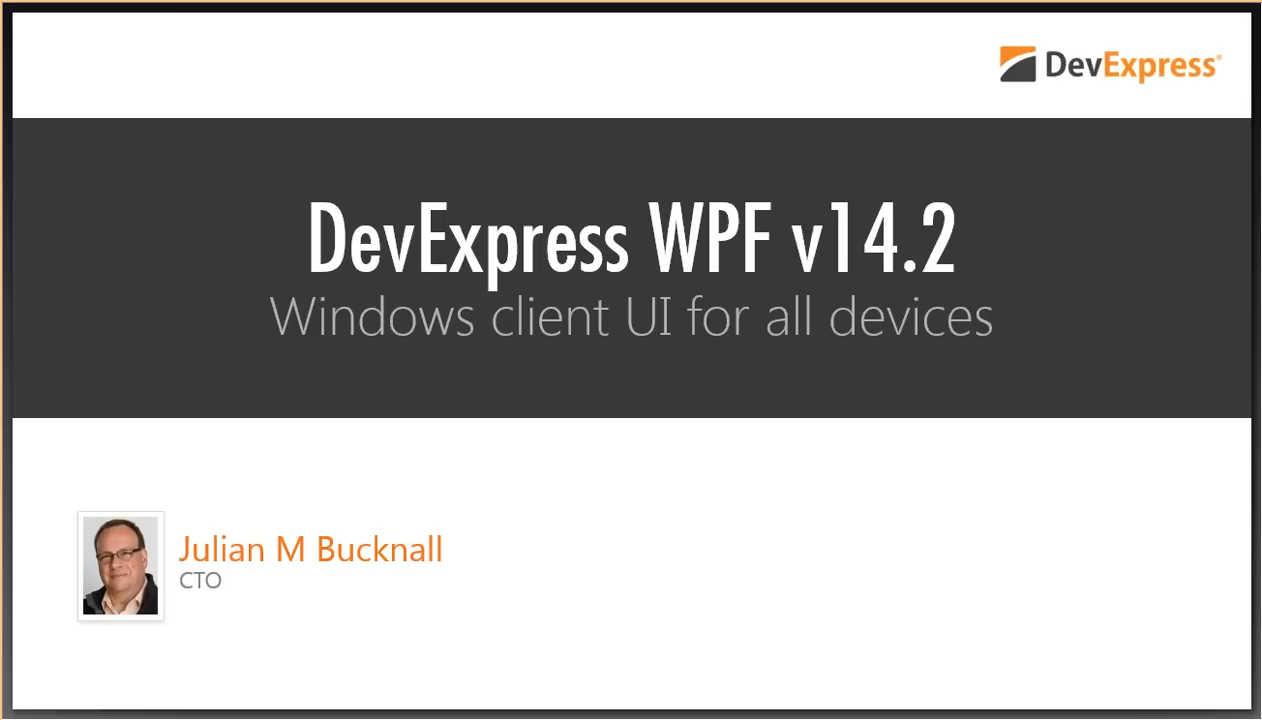 DevExpress
DevExpress WPF v14.2
Windows client UI for all devices
Julian M Bucknall
CTO